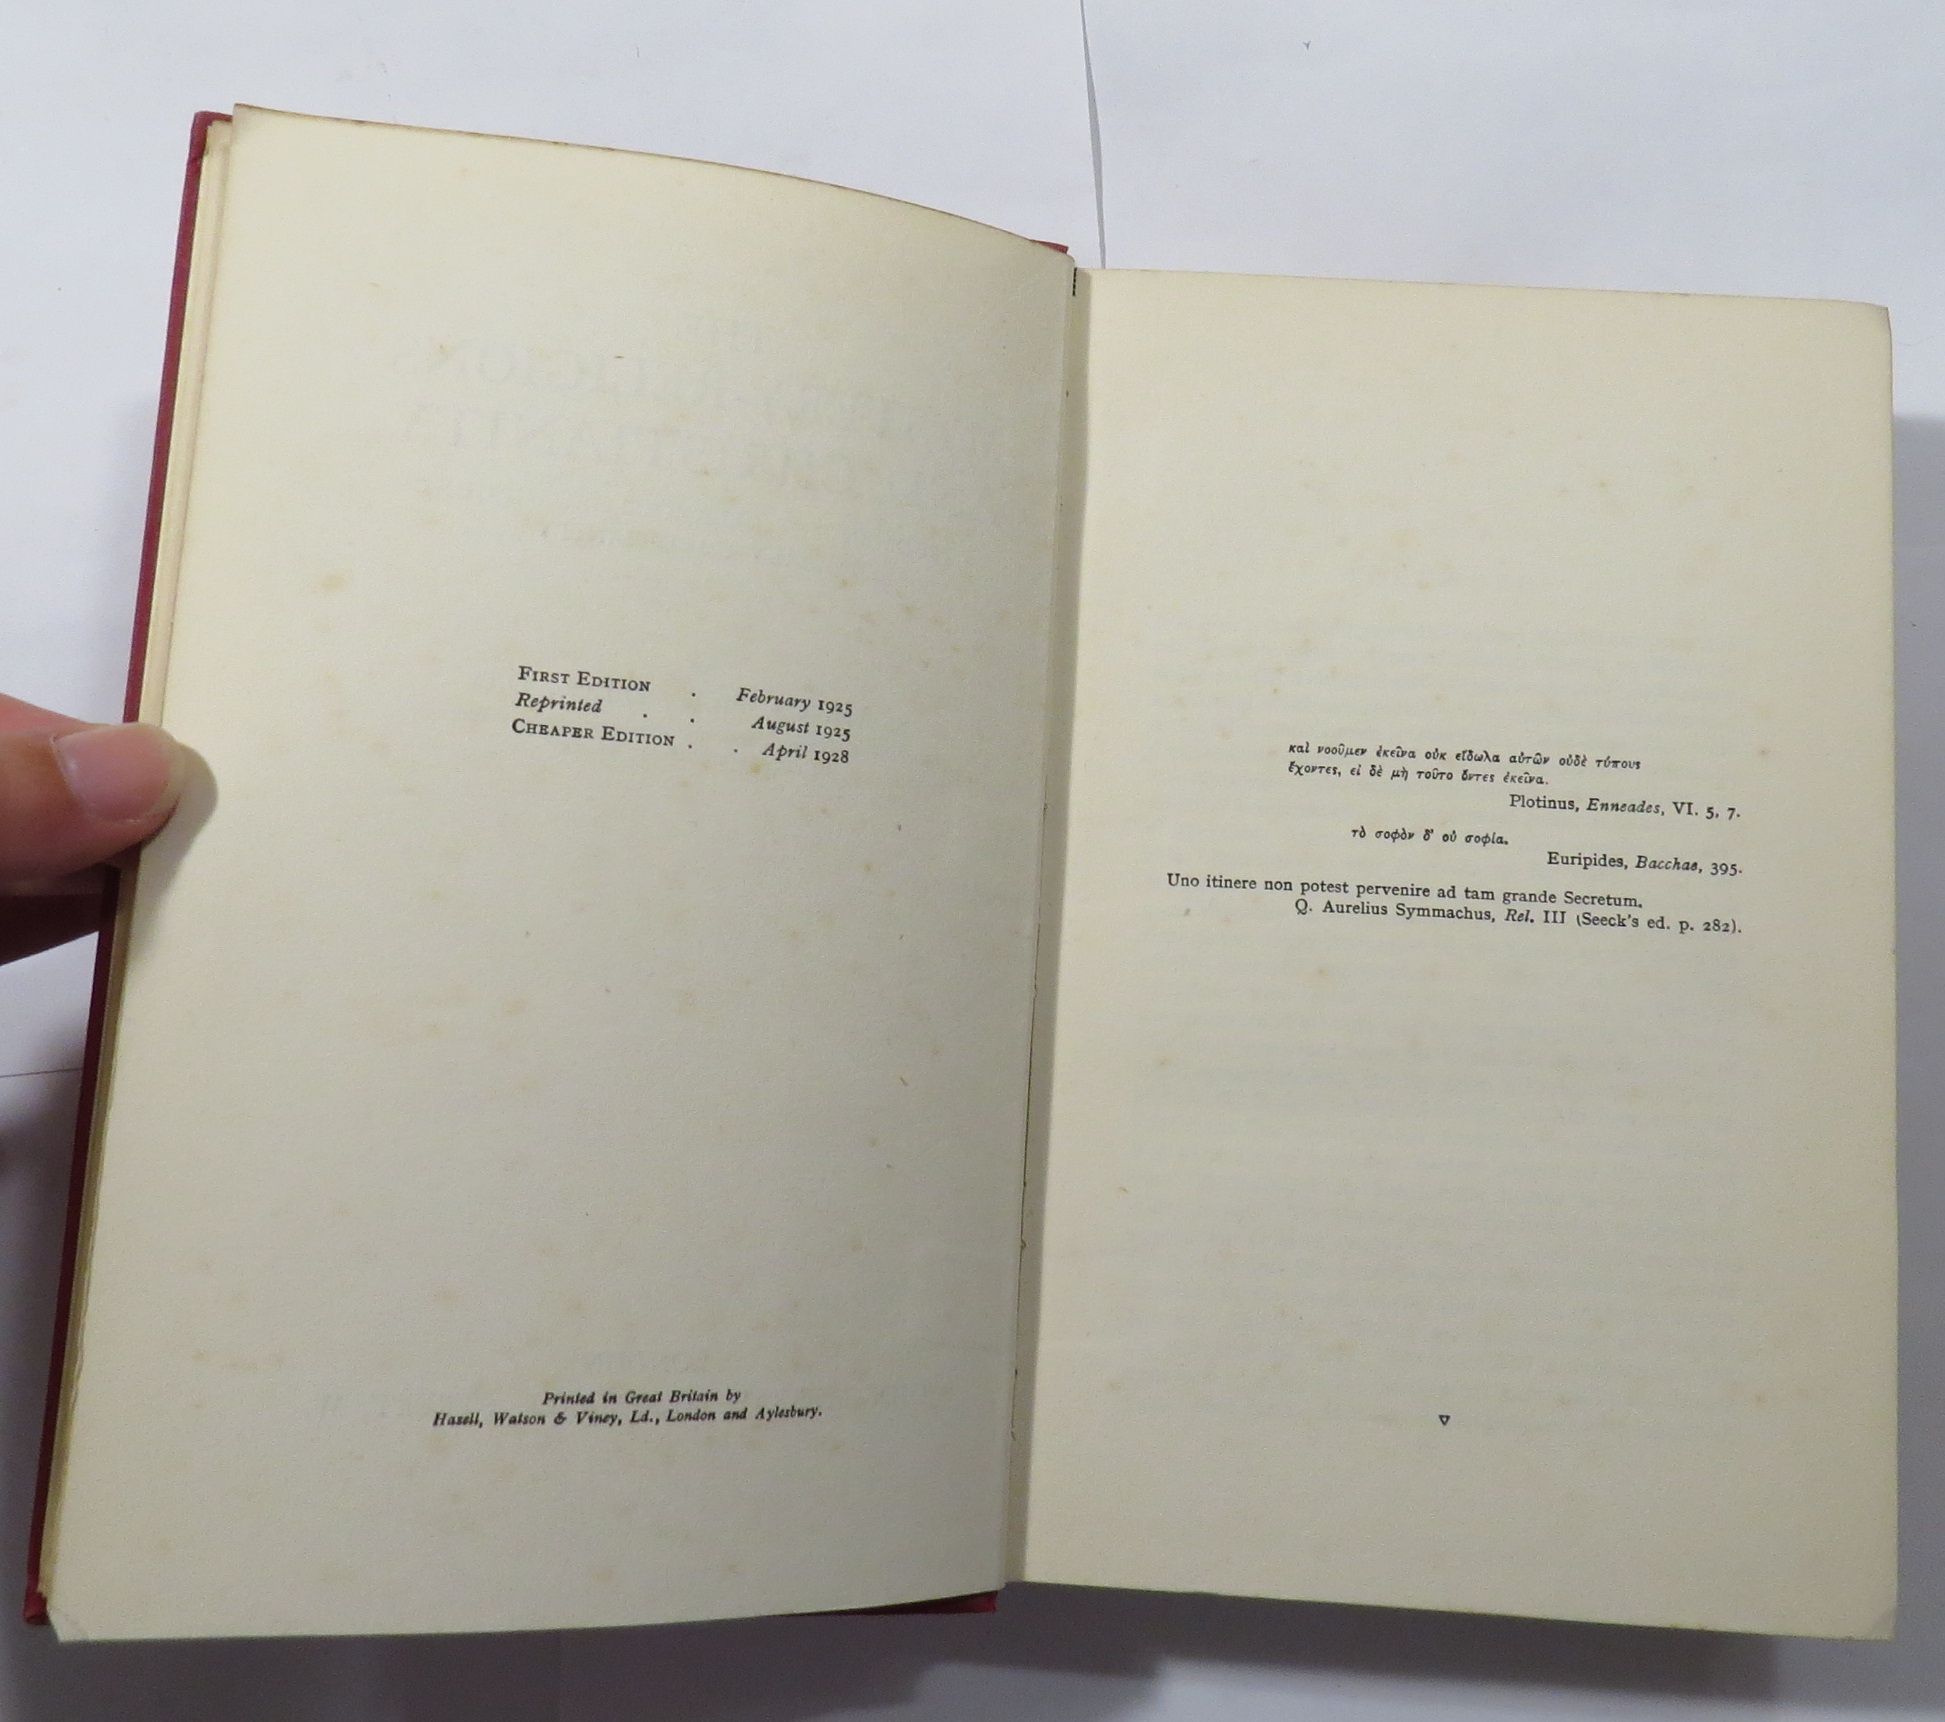 FIRST EDITION . February 1925
Reprinted . . August 1925
CHEAPER EDITION . . April 1928
Printed in Great Britain by
Hazell, Watson & Viney, Ld., London and Aylesbury.
καὶ νοοῦμεν ἐκεῖνα οὐκ εἴδωλα αὐτῶν οὐδὲ τύπους
ἔχοντες, εἰ δὲ μὴ τοῦτο ὄντες ἐκεῖνα.
Plotinus, Enneades, VI. 5, 7.
τὸ σοφὸν δ' οὐ σοφία.
Euripides, Bacchae, 395.
Uno itinere non potest pervenire ad tam grande Secretum.
Q. Aurelius Symmachus, Rel. III (Seeck's ed. p. 282).